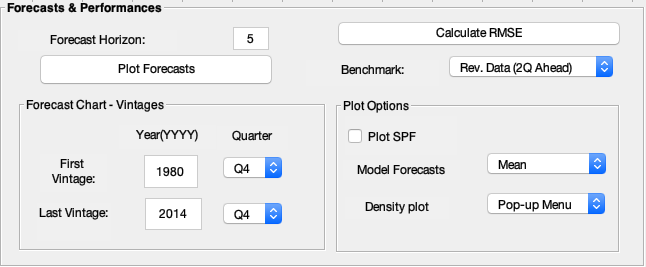 Forecasts & Performances
Forecast Horizon: 5
Calculate RMSE
Plot Forecasts
Benchmark: Rev. Data (2Q Ahead)
Forecast Chart - Vintages
Year(YYYY) Quarter
First
Vintage: 1980 Q4
Last Vintage: 2014 Q4
Plot Options
Plot SPF
Model Forecasts Mean
Density plot Pop-up Menu